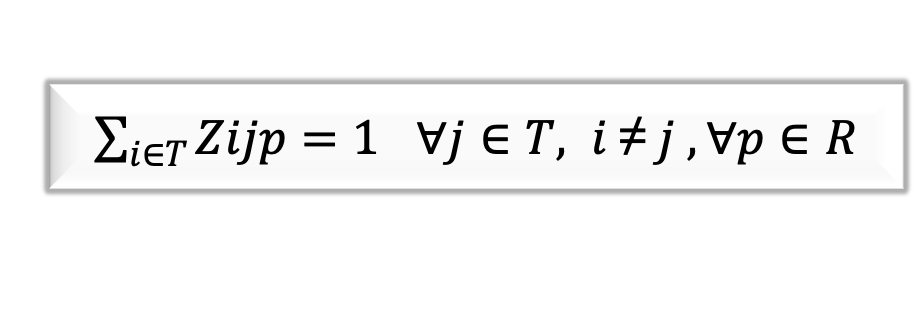 ∑i∈T Zijp = 1 ∀j ∈ T, i ≠ j ,∀p ∈ R